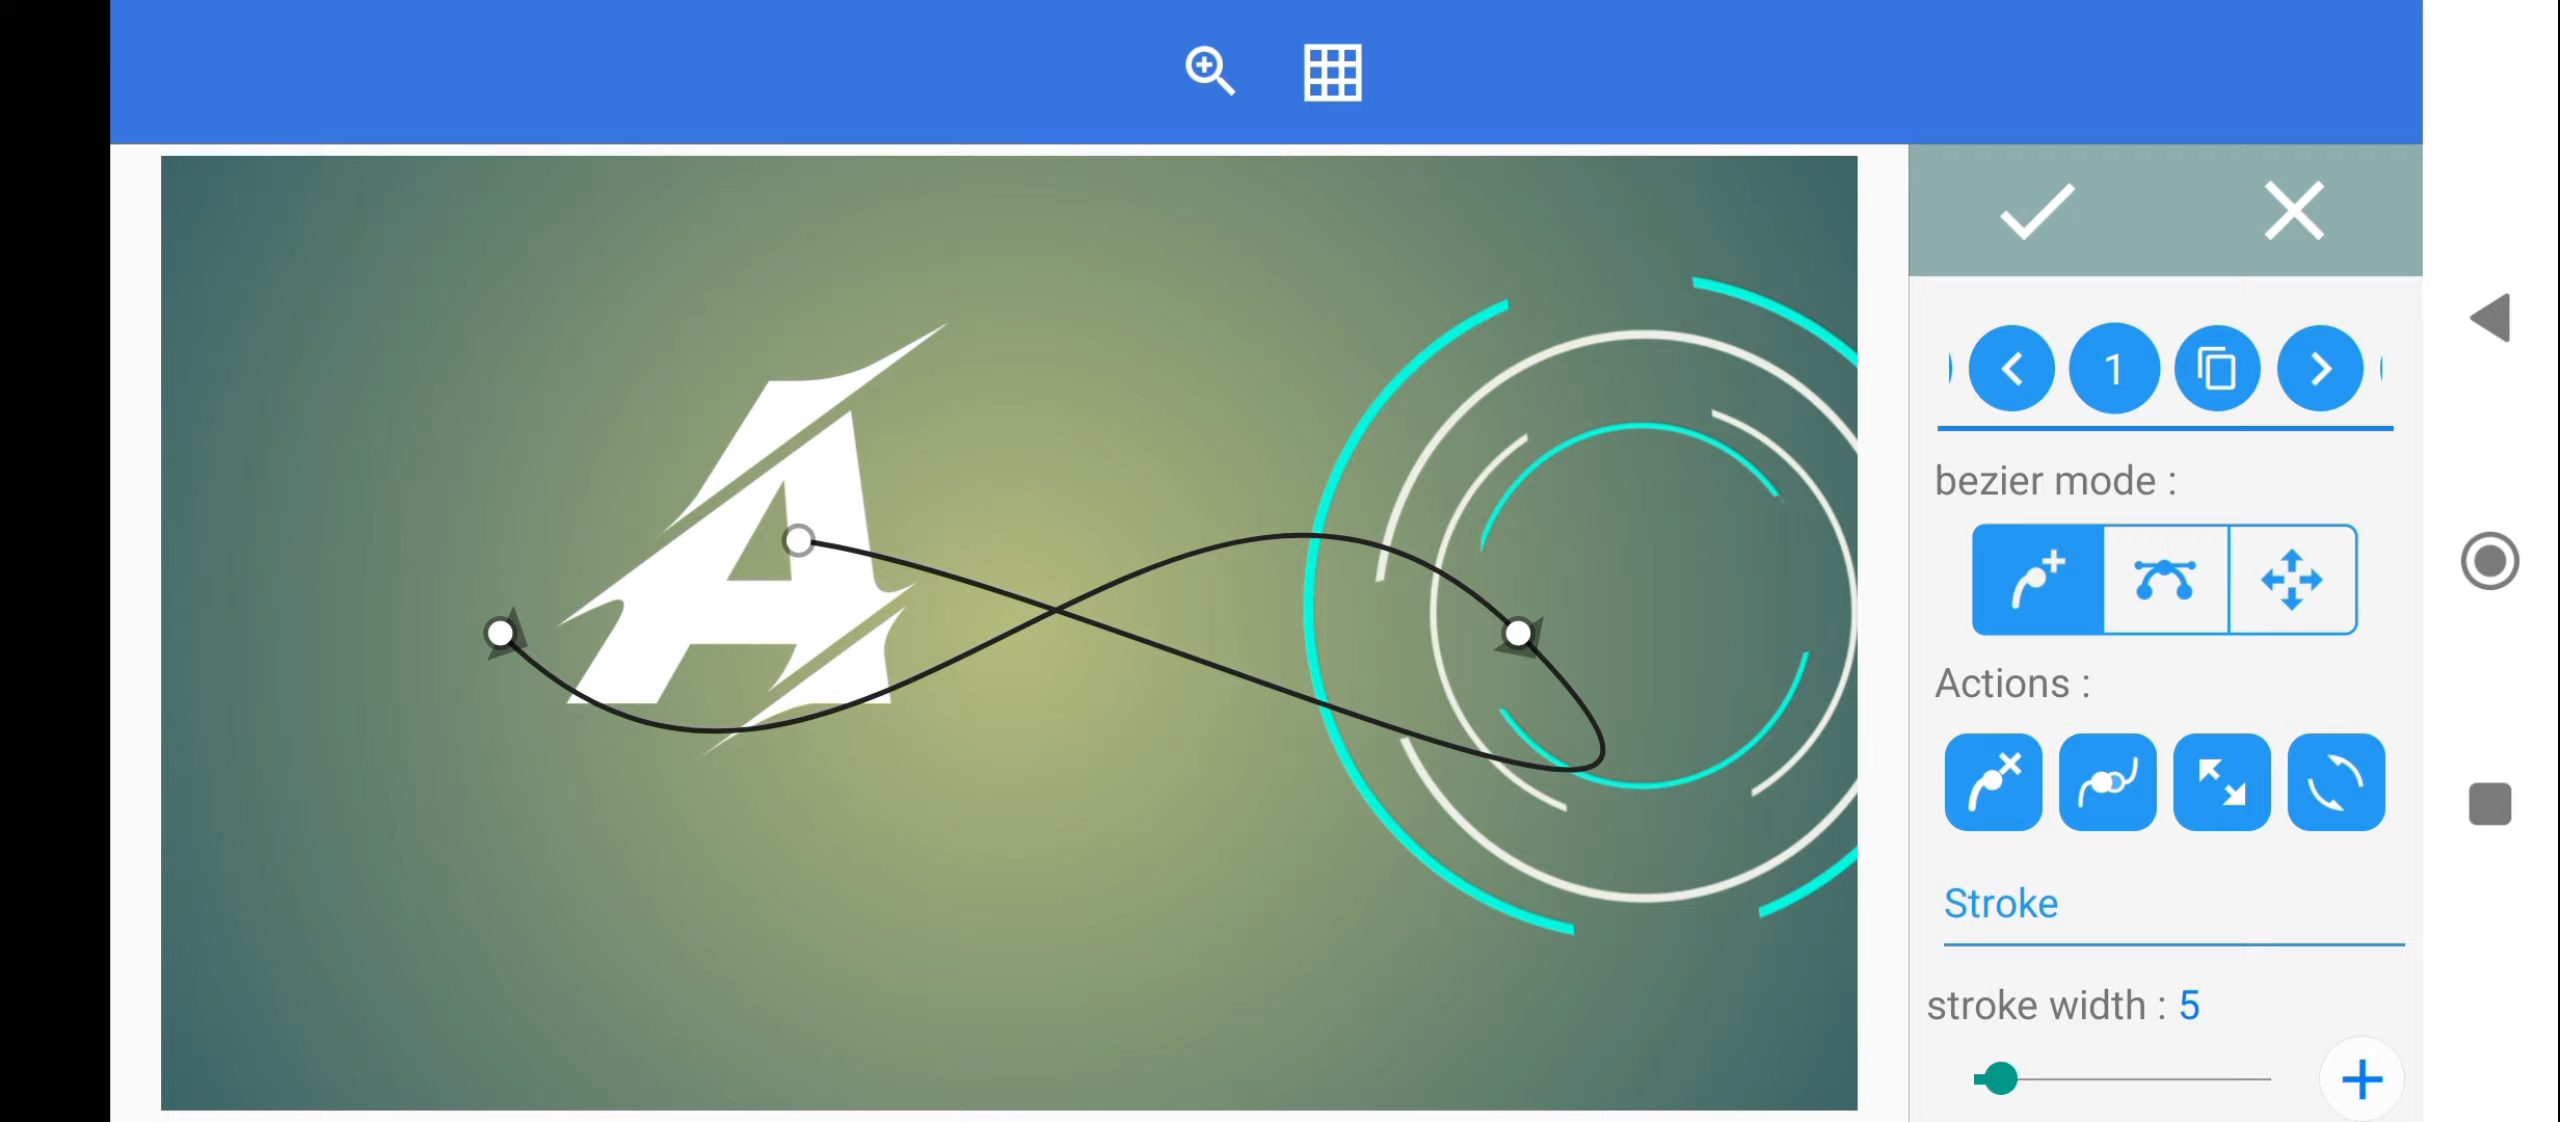 A
1
bezier mode :
Actions :
Stroke
stroke width : 5